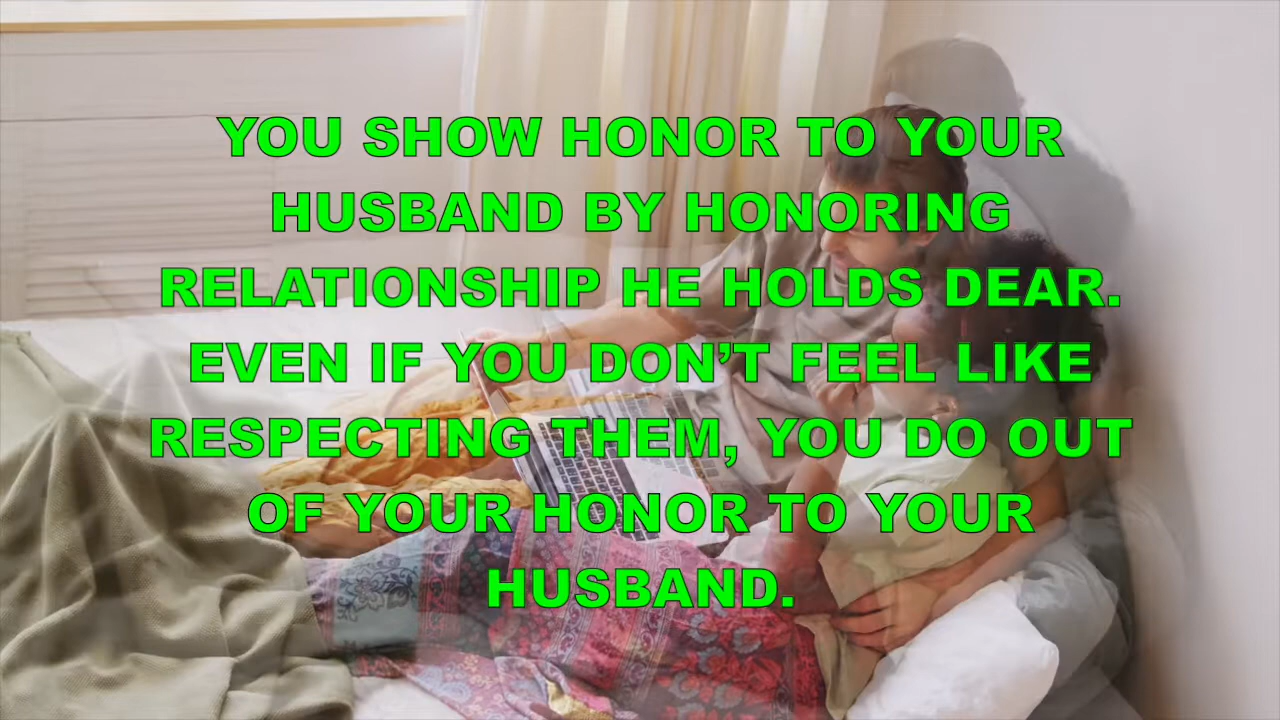 YOU SHOW HONOR TO YOUR
HUSBAND BY HONORING
RELATIONSHIP HE HOLDS DEAR.
EVEN IF YOU DON’T FEEL LIKE
RESPECTING THEM, YOU DO OUT
OF YOUR HONOR TO YOUR
HUSBAND.